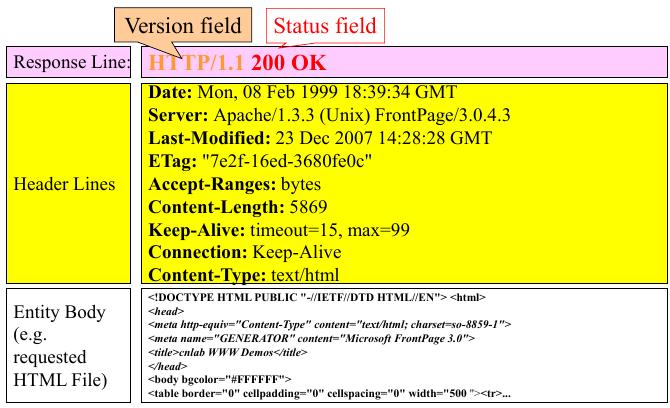 Version field
Status field
Response Line:
HTTP/1.1 200 OK
Header Lines
Date: Mon, 08 Feb 1999 18:39:34 GMT
Server: Apache/1.3.3 (Unix) FrontPage/3.0.4.3
Last-Modified: 23 Dec 2007 14:28:28 GMT
ETag: "7e2f-16ed-3680fe0c"
Accept-Ranges: bytes
Content-Length: 5869
Keep-Alive: timeout=15, max=99
Connection: Keep-Alive
Content-Type: text/html
Entity Body
(e.g.
requested
HTML File)
<!DOCTYPE HTML PUBLIC "-//IETF//DTD HTML//EN"> <html>
<head>
<meta http-equiv="Content-Type" content="text/html; charset=so-8859-1">
<meta name="GENERATOR" content="Microsoft FrontPage 3.0">
<title>cnlab WWW Demos</title>
</head>
<body bgcolor="#FFFFFF">
<table border="0" cellpadding="0" cellspacing="0" width="500 "><tr>...